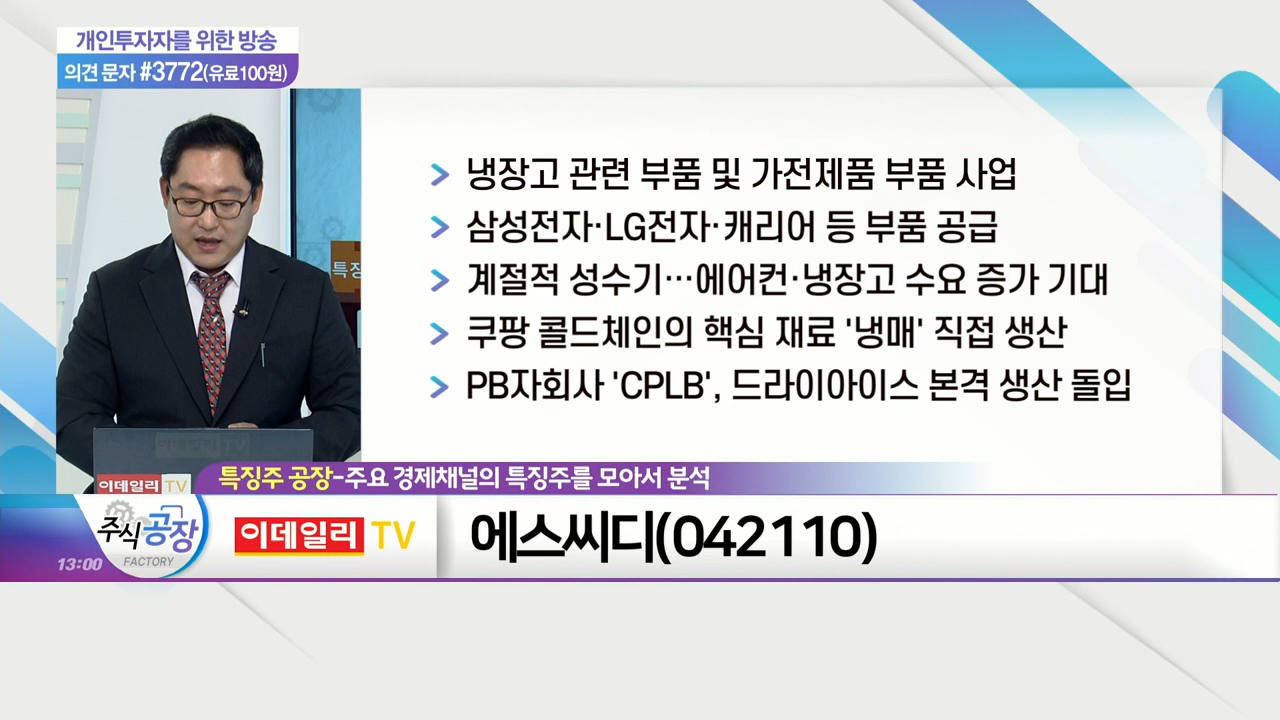 개인투자자를 위한 방송
의견 문자 #3772(유료100원)
특징
냉장고 관련 부품 및 가전제품 부품 사업
삼성전자·LG전자·캐리어 등 부품 공급
계절적 성수기…에어컨·냉장고 수요 증가 기대
쿠팡 콜드체인의 핵심 재료 '냉매' 직접 생산
PB자회사 'CPLB', 드라이아이스 본격 생산 돌입
이데일리 TV
이데일리 TV
특징주 공장-주요 경제채널의 특징주를 모아서 분석
주식공장
FACTORY
13:00
이데일리 TV
에스씨디(042110)